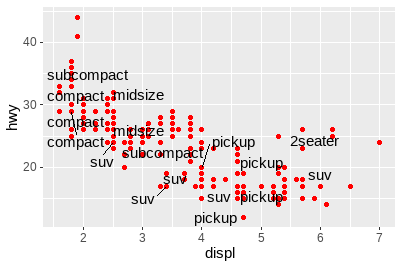 40
30
20
hwy
subcompact
compact
midsize
compact
midsize
compact
pickup
2seater
subcompact
suv
pickup
suv
suv
suv
suv
pickup
pickup
2
3
4
5
6
7
displ